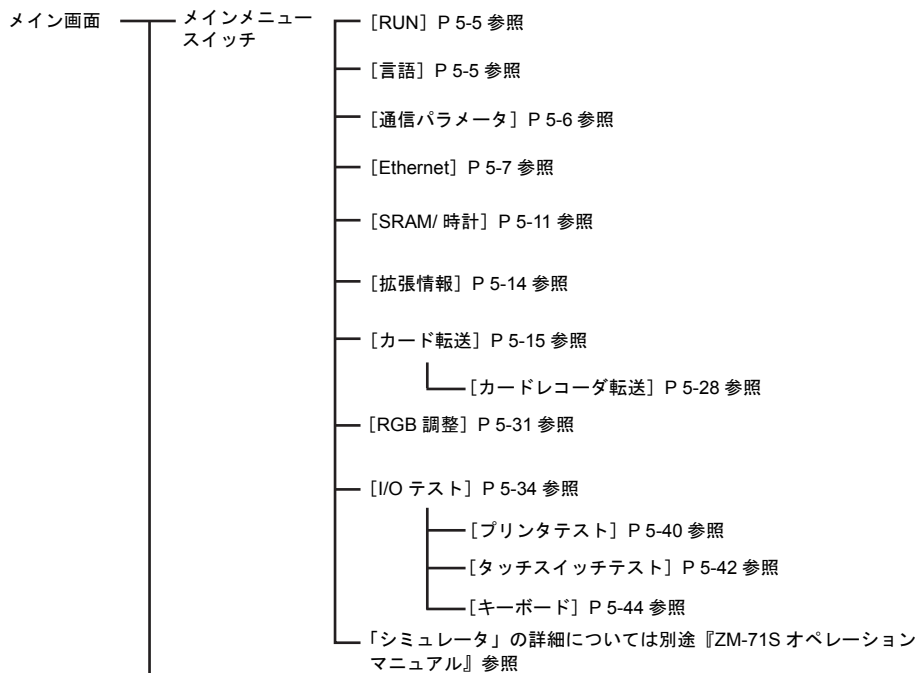 メイン画面
メインメニュー
スイッチ
［RUN］P 5-5 参照
［言語］P 5-5 参照
［通信パラメータ］P 5-6 参照
［Ethernet］P 5-7 参照
［SRAM/ 時計］P 5-11 参照
［拡張情報］P 5-14 参照
［カード転送］P 5-15 参照
［カードレコーダ転送］P 5-28 参照
［RGB 調整］P 5-31 参照
［I/O テスト］P 5-34 参照
［プリンタテスト］P 5-40 参照
［タッチスイッチテスト］P 5-42 参照
［キーボード］P 5-44 参照
「シミュレータ」の詳細については別途『ZM-71S オペレーション
マニュアル』参照